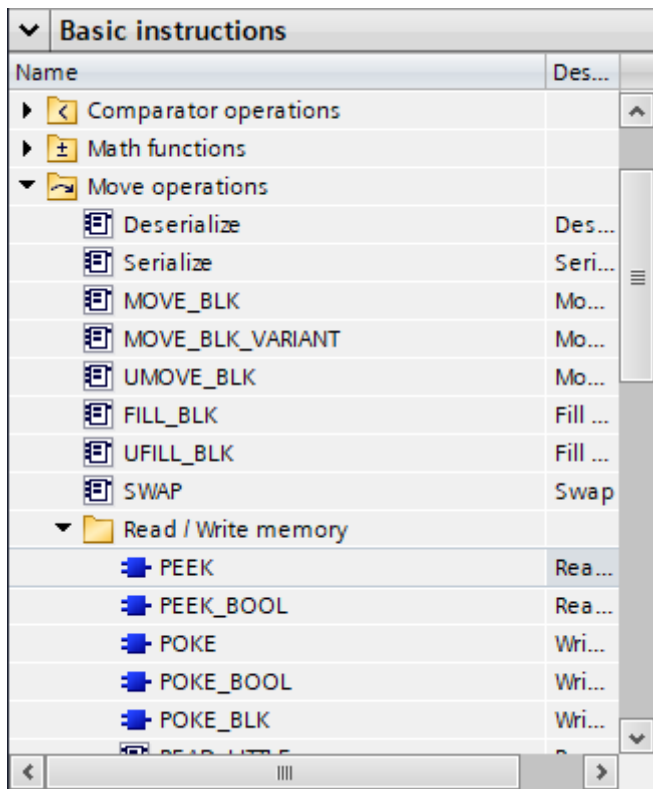 Basic instructions
Name Des...
Comparator operations
± Math functions
Move operations
Deserialize Des...
Serialize Seri...
MOVE_BLK Mo...
MOVE_BLK_VARIANT Mo...
UMOVE_BLK Mo...
FILL_BLK Fill ...
UFILL_BLK Fill ...
SWAP Swap
Read / Write memory
PEEK Rea...
PEEK_BOOL Rea...
POKE Wri...
POKE_BOOL Wri...
POKE_BLK Wri...